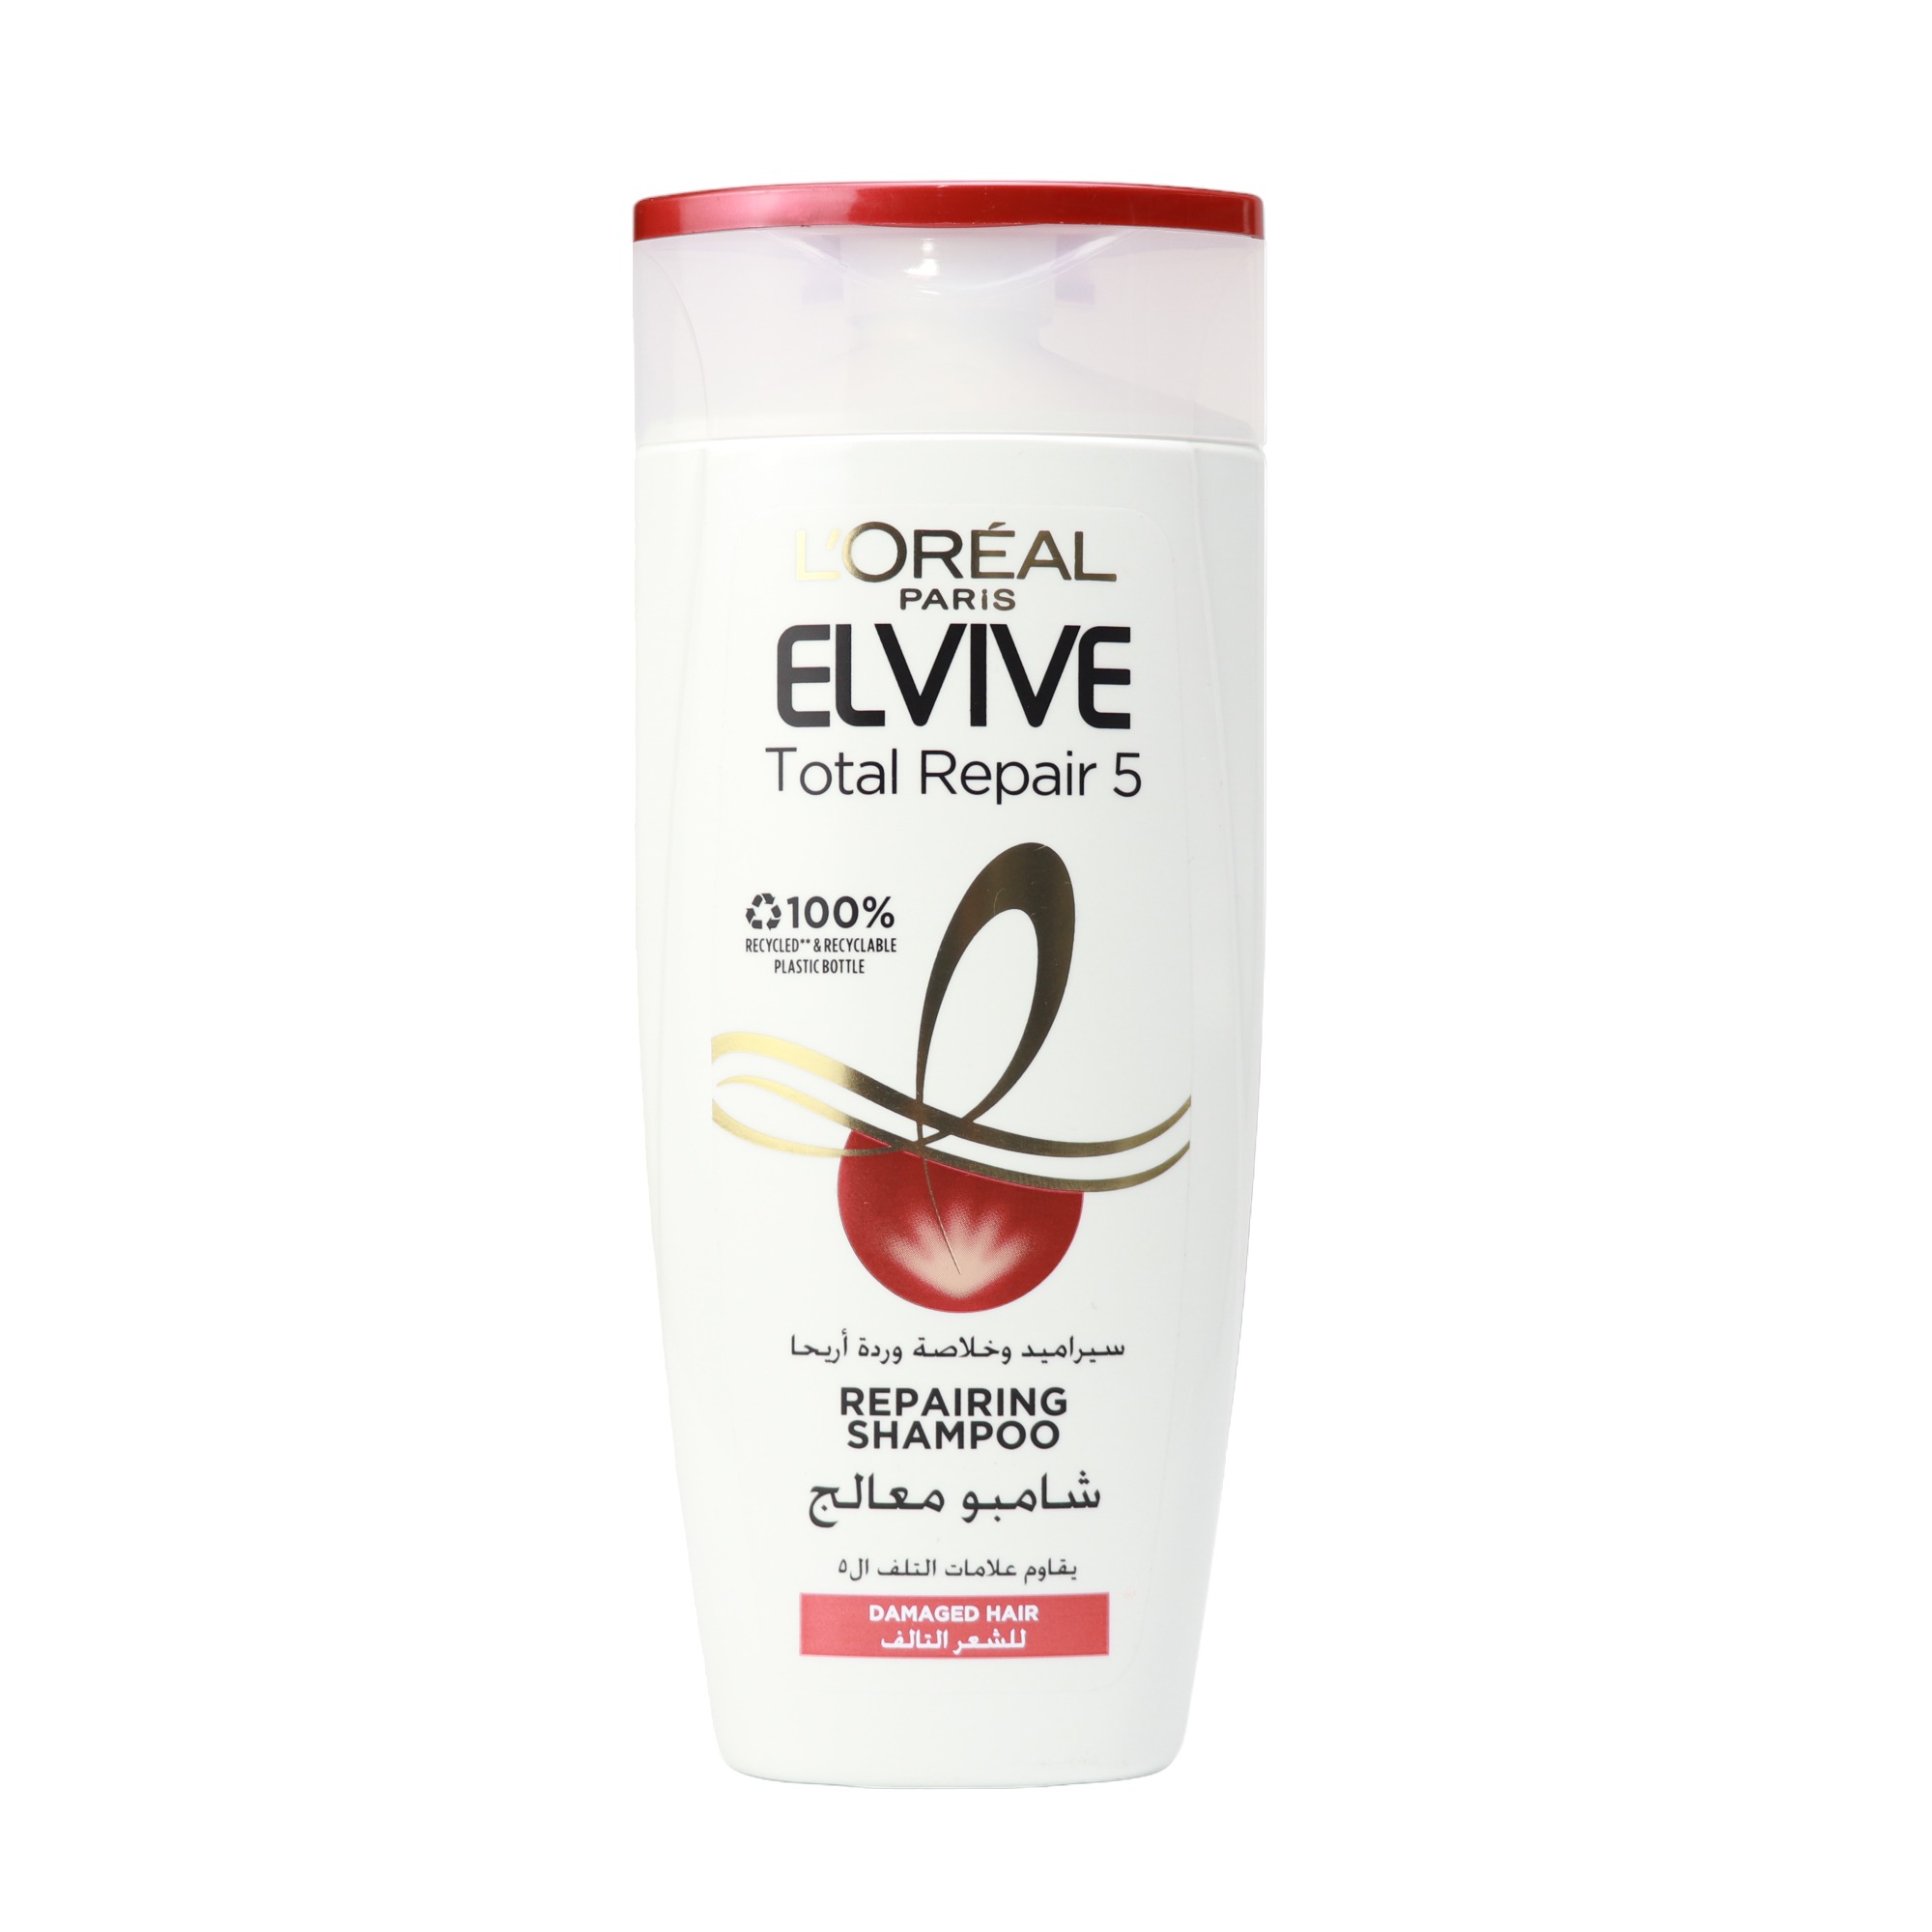 L'ORÉAL
PARIS
ELVIVE
Total Repair 5
100%
RECYCLED** & RECYCLABLE
PLASTIC BOTTLE
سيراميد وخلاصة وردة أريحا
REPAIRING
SHAMPOO
شامبو معالج
يقاوم علامات التلف ال٥
DAMAGED HAIR
للشعر التالف